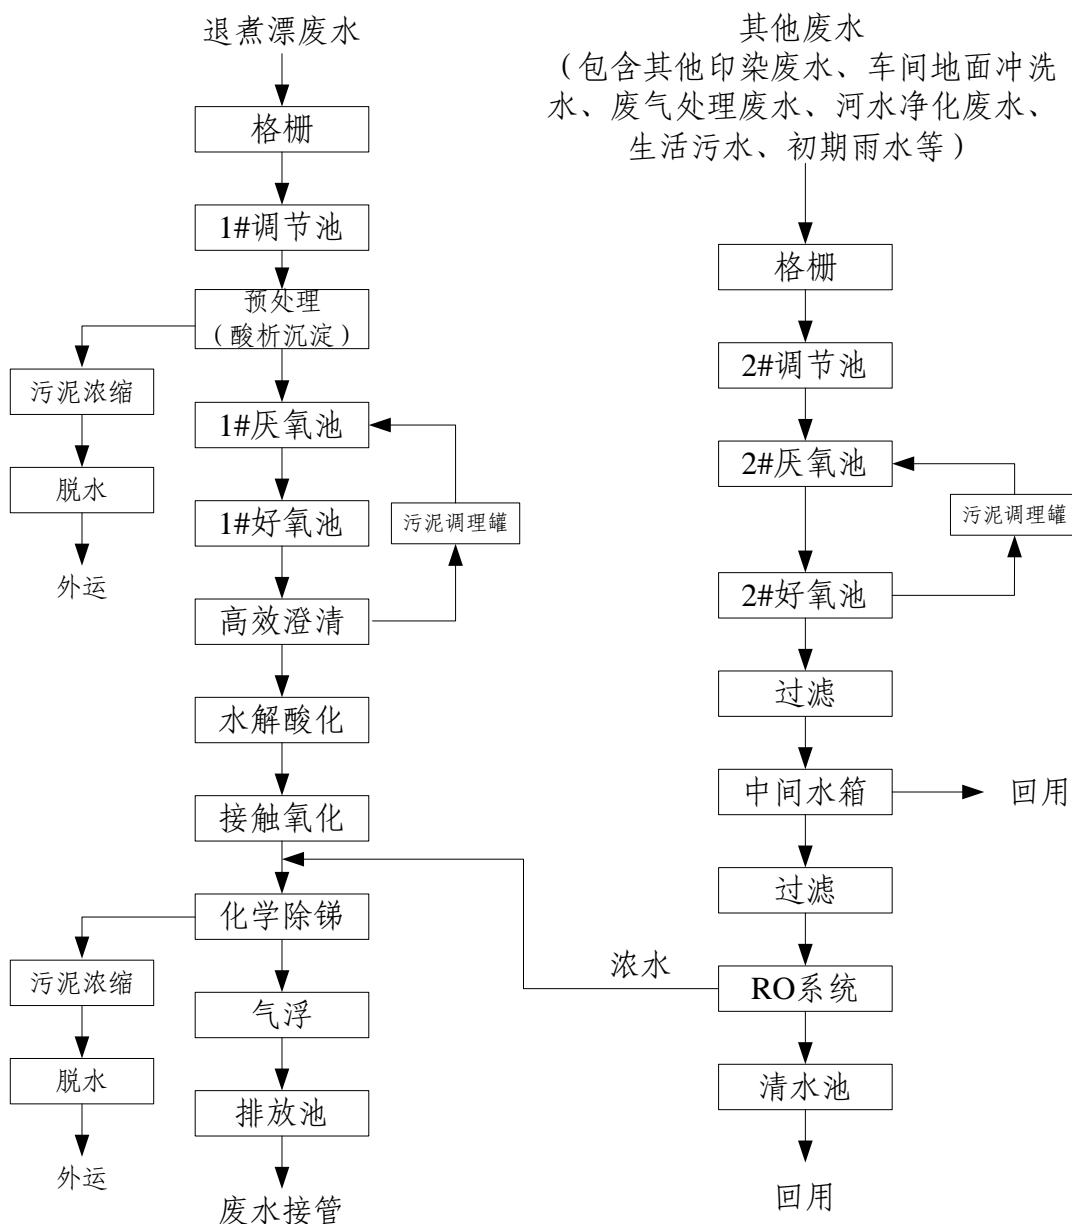 退煮漂废水
格栅
1#调节池
预处理
（酸析沉淀）
污泥浓缩
脱水
外运
1#厌氧池
1#好氧池
污泥调理罐
高效澄清
水解酸化
接触氧化
化学除锑
污泥浓缩
脱水
外运
气浮
排放池
废水接管
其他废水
（包含其他印染废水、车间地面冲洗
水、废气处理废水、河水净化废水、
生活污水、初期雨水等）
格栅
2#调节池
2#厌氧池
污泥调理罐
2#好氧池
过滤
中间水箱
回用
过滤
浓水
RO系统
清水池
回用